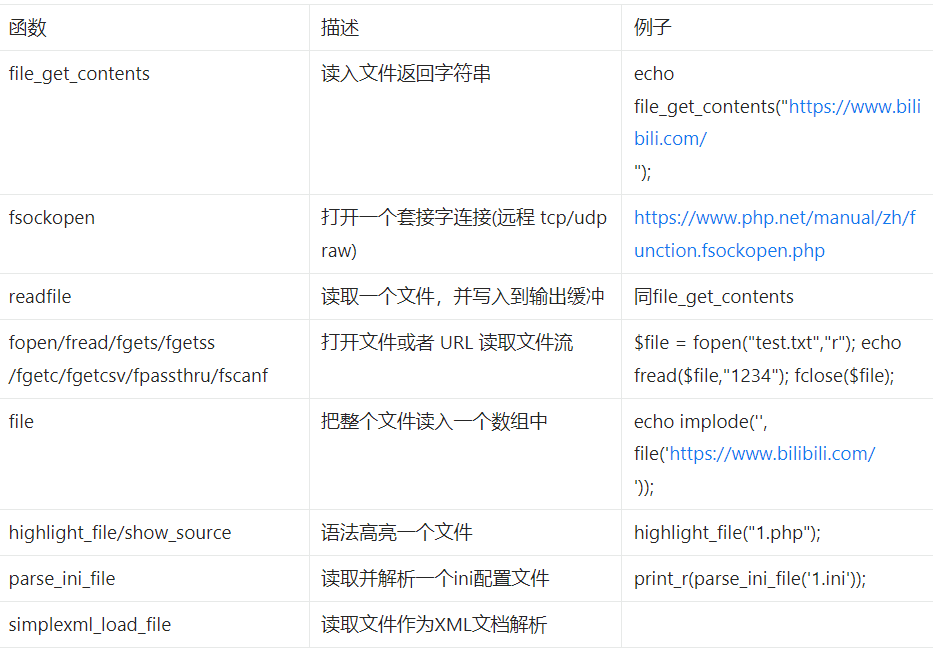 函数
描述
例子
file_get_contents
读入文件返回字符串
echo
file_get_contents("https://www.bili
bili.com/
");
fsockopen
打开一个套接字连接(远程 tcp/udp
raw)
https://www.php.net/manual/zh/f
unction.fsockopen.php
readfile
读取一个文件，并写入到输出缓冲
同file_get_contents
fopen/fread/fgets/fgetss
/fgetc/fgetcsv/fpassthru/fscanf
打开文件或者 URL 读取文件流
$file = fopen("test.txt","r"); echo
fread($file,"1234"); fclose($file);
file
把整个文件读入一个数组中
echo implode('',
file('https://www.bilibili.com/
'));
highlight_file/show_source
语法高亮一个文件
highlight_file("1.php");
parse_ini_file
读取并解析一个ini配置文件
print_r(parse_ini_file('1.ini'));
simplexml_load_file
读取文件作为XML文档解析